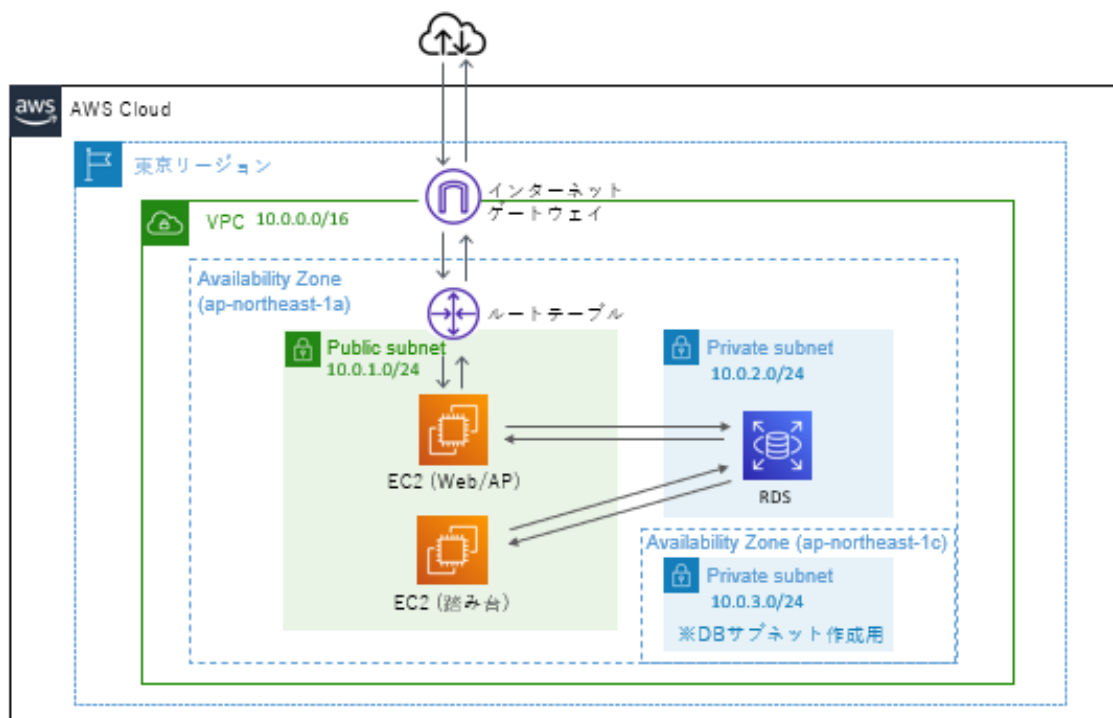 aws
AWS Cloud
東京リージョン
インターネット
ゲートウェイ
VPC 10.0.0.0/16
Availability Zone
(ap-northeast-1a)
ルートテーブル
Public subnet
10.0.1.0/24
Private subnet
10.0.2.0/24
EC2 (Web/AP)
RDS
EC2 (踏み台)
Availability Zone (ap-northeast-1c)
Private subnet
10.0.3.0/24
※DBサブネット作成用